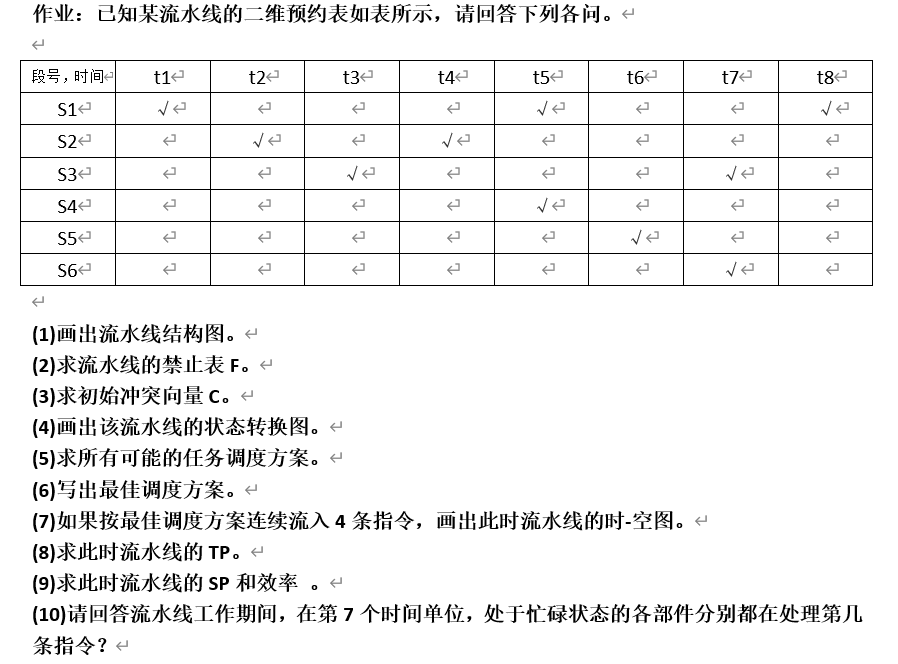 作业：已知某流水线的二维预约表如表所示，请回答下列各问。
段号，时间 t1 t2 t3 t4 t5 t6 t7 t8
S1 √ √ √
S2 √ √
S3 √ √
S4 √
S5 √
S6 √
(1)画出流水线结构图。
(2)求流水线的禁止表 F。
(3)求初始冲突向量 C。
(4)画出该流水线的状态转换图。
(5)求所有可能的任务调度方案。
(6)写出最佳调度方案。
(7)如果按最佳调度方案连续流入 4 条指令，画出此时流水线的时-空图。
(8)求此时流水线的 TP。
(9)求此时流水线的 SP 和效率 。
(10)请回答流水线工作期间，在第 7 个时间单位，处于忙碌状态的各部件分别都在处理第几
条指令？